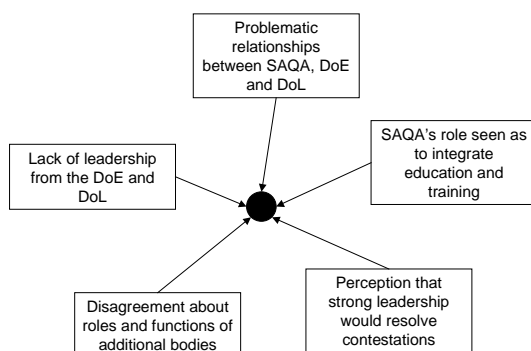 Problematic
relationships
between SAQA, DoE
and DoL
SAQA's role seen as
to integrate
education and
training
Lack of leadership
from the DoE and
DoL
Disagreement about
roles and functions of
additional bodies
Perception that
strong leadership
would resolve
contestations